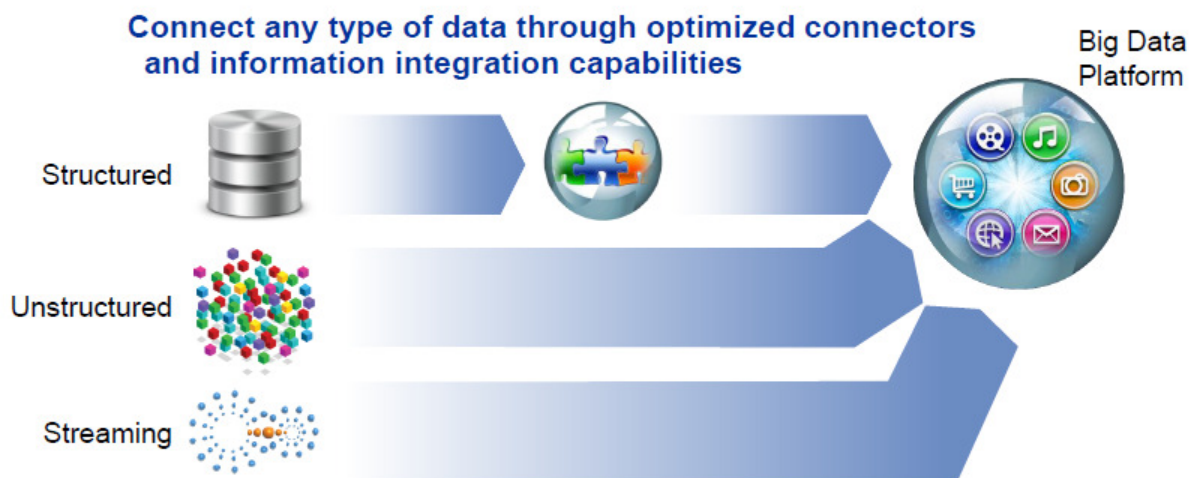 Connect any type of data through optimized connectors
and information integration capabilities
Big Data
Platform
Structured
Unstructured
Streaming